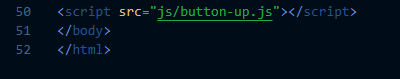 50 <script src="js/button-up.js"></script>
51 </body>
52 </html>